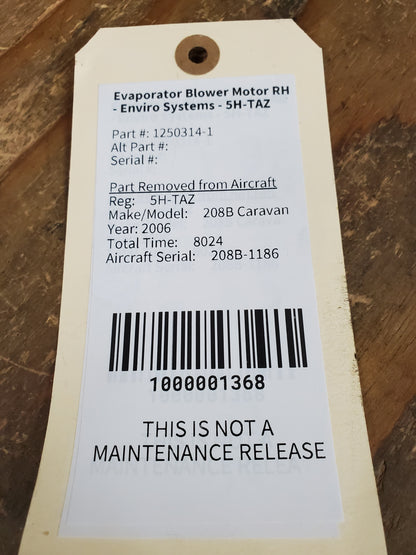 Evaporator Blower Motor RH
- Enviro Systems - 5H-TAZ
Part #: 1250314-1
Alt Part #:
Serial #:
Part Removed from Aircraft
Reg: 5H-TAZ
Make/Model: 208B Caravan
Year: 2006
Total Time: 8024
Aircraft Serial: 208B-1186
1000001368
THIS IS NOT A
MAINTENANCE RELEASE